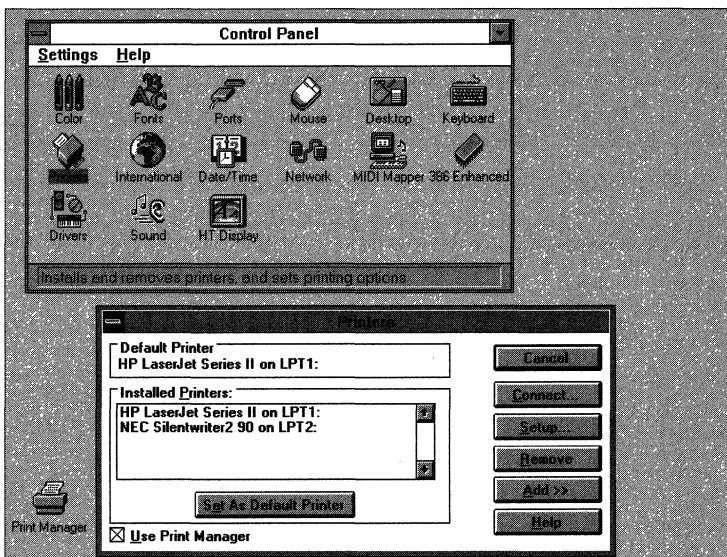 Control Panel
Settings Help
Color Fonts Ports Mouse Desktop Keyboard
Printers International Date/Time Network MIDI Mapper 386 Enhanced
Drivers Sound HT Display
Installs and removes printers, and sets printing options
Printers
Default Printer
HP LaserJet Series II on LPT1:
Cancel
Installed Printers:
HP LaserJet Series II on LPT1:
NEC Silentwriter2 90 on LPT2:
Connect...
Setup...
Remove
Add >>
Set As Default Printer
Help
Use Print Manager
Print Manager